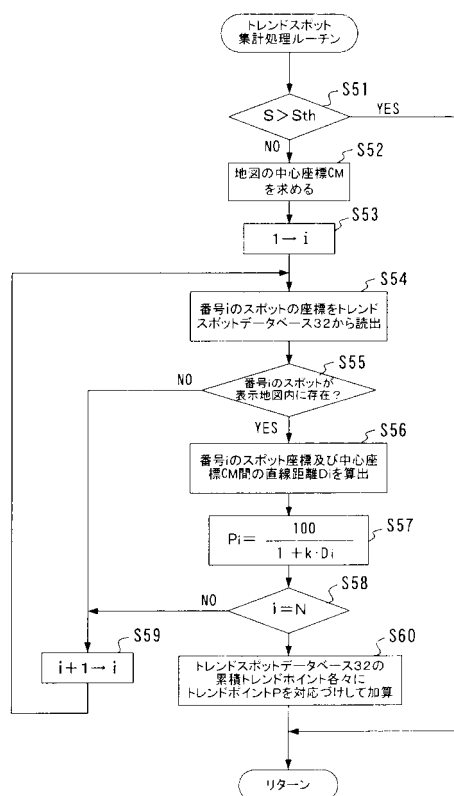 トレンドスポット
集計処理ルーチン
S51
S>Sth
YES
NO
S52
地図の中心座標CM
を求める
S53
1→i
S54
番号iのスポットの座標をトレンド
スポットデータベース32から読出
S55
NO
番号iのスポットが
表示地図内に存在?
YES
S56
番号iのスポット座標及び中心座
標CM間の直線距離Diを算出
S57
Pi= 100
1+k·Di
S58
NO
i=N
S59
i+1→i
S60
トレンドスポットデータベース32の
累積トレンドポイント各々に
トレンドポイントPを対応づけして加算
リターン